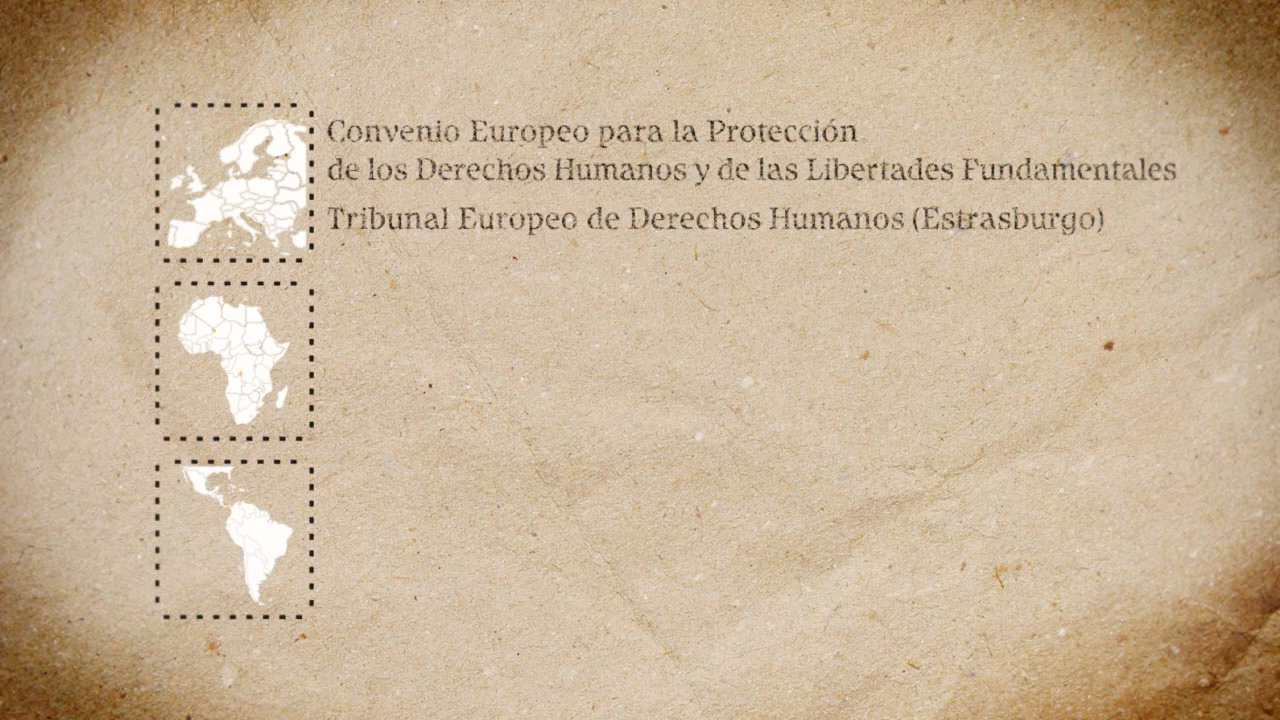 Convenio Europeo para la Protección
de los Derechos Humanos y de las Libertades Fundamentales
Tribunal Europeo de Derechos Humanos (Estrasburgo)